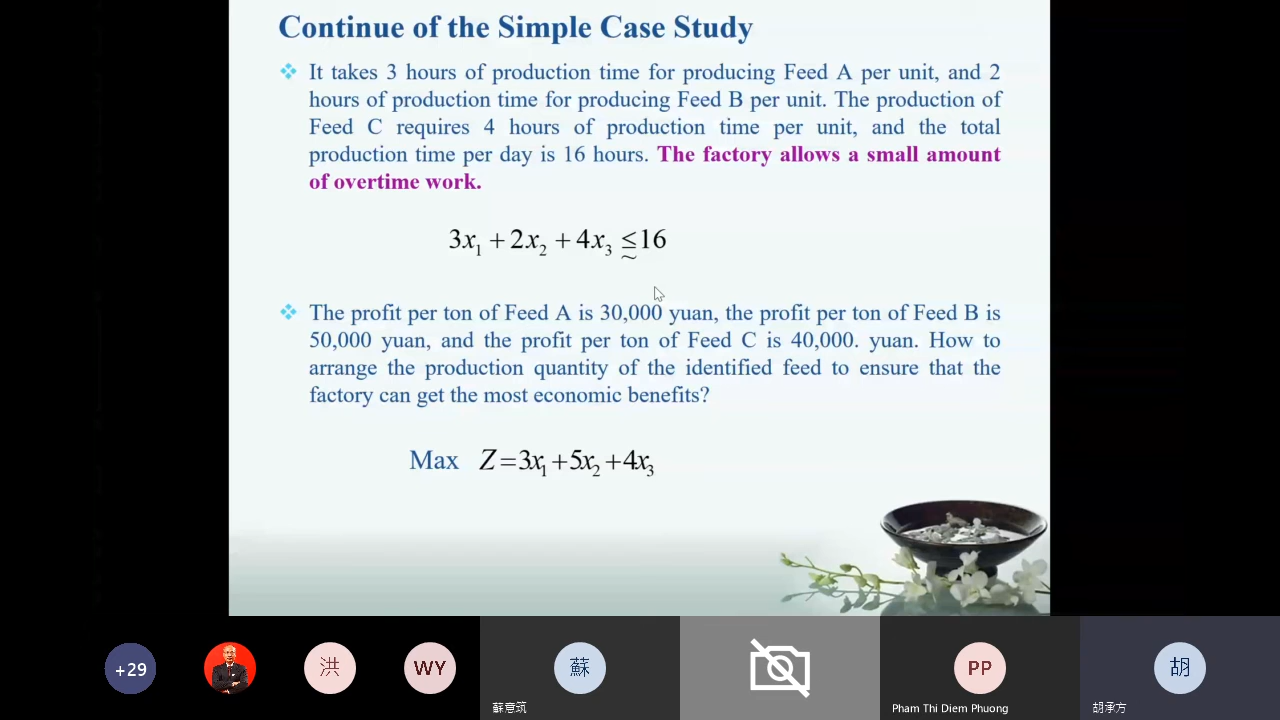 Continue of the Simple Case Study
❖ It takes 3 hours of production time for producing Feed A per unit, and 2
hours of production time for producing Feed B per unit. The production of
Feed C requires 4 hours of production time per unit, and the total
production time per day is 16 hours. The factory allows a small amount
of overtime work.
3x₁ + 2x₂ + 4x₃ ≲ 16
❖ The profit per ton of Feed A is 30,000 yuan, the profit per ton of Feed B is
50,000 yuan, and the profit per ton of Feed C is 40,000. yuan. How to
arrange the production quantity of the identified feed to ensure that the
factory can get the most economic benefits?
Max Z=3x₁+5x₂+4x₃
+29
洪
WY
蘇
PP
胡
蘇意筑
Pham Thi Diem Phuong
胡承方